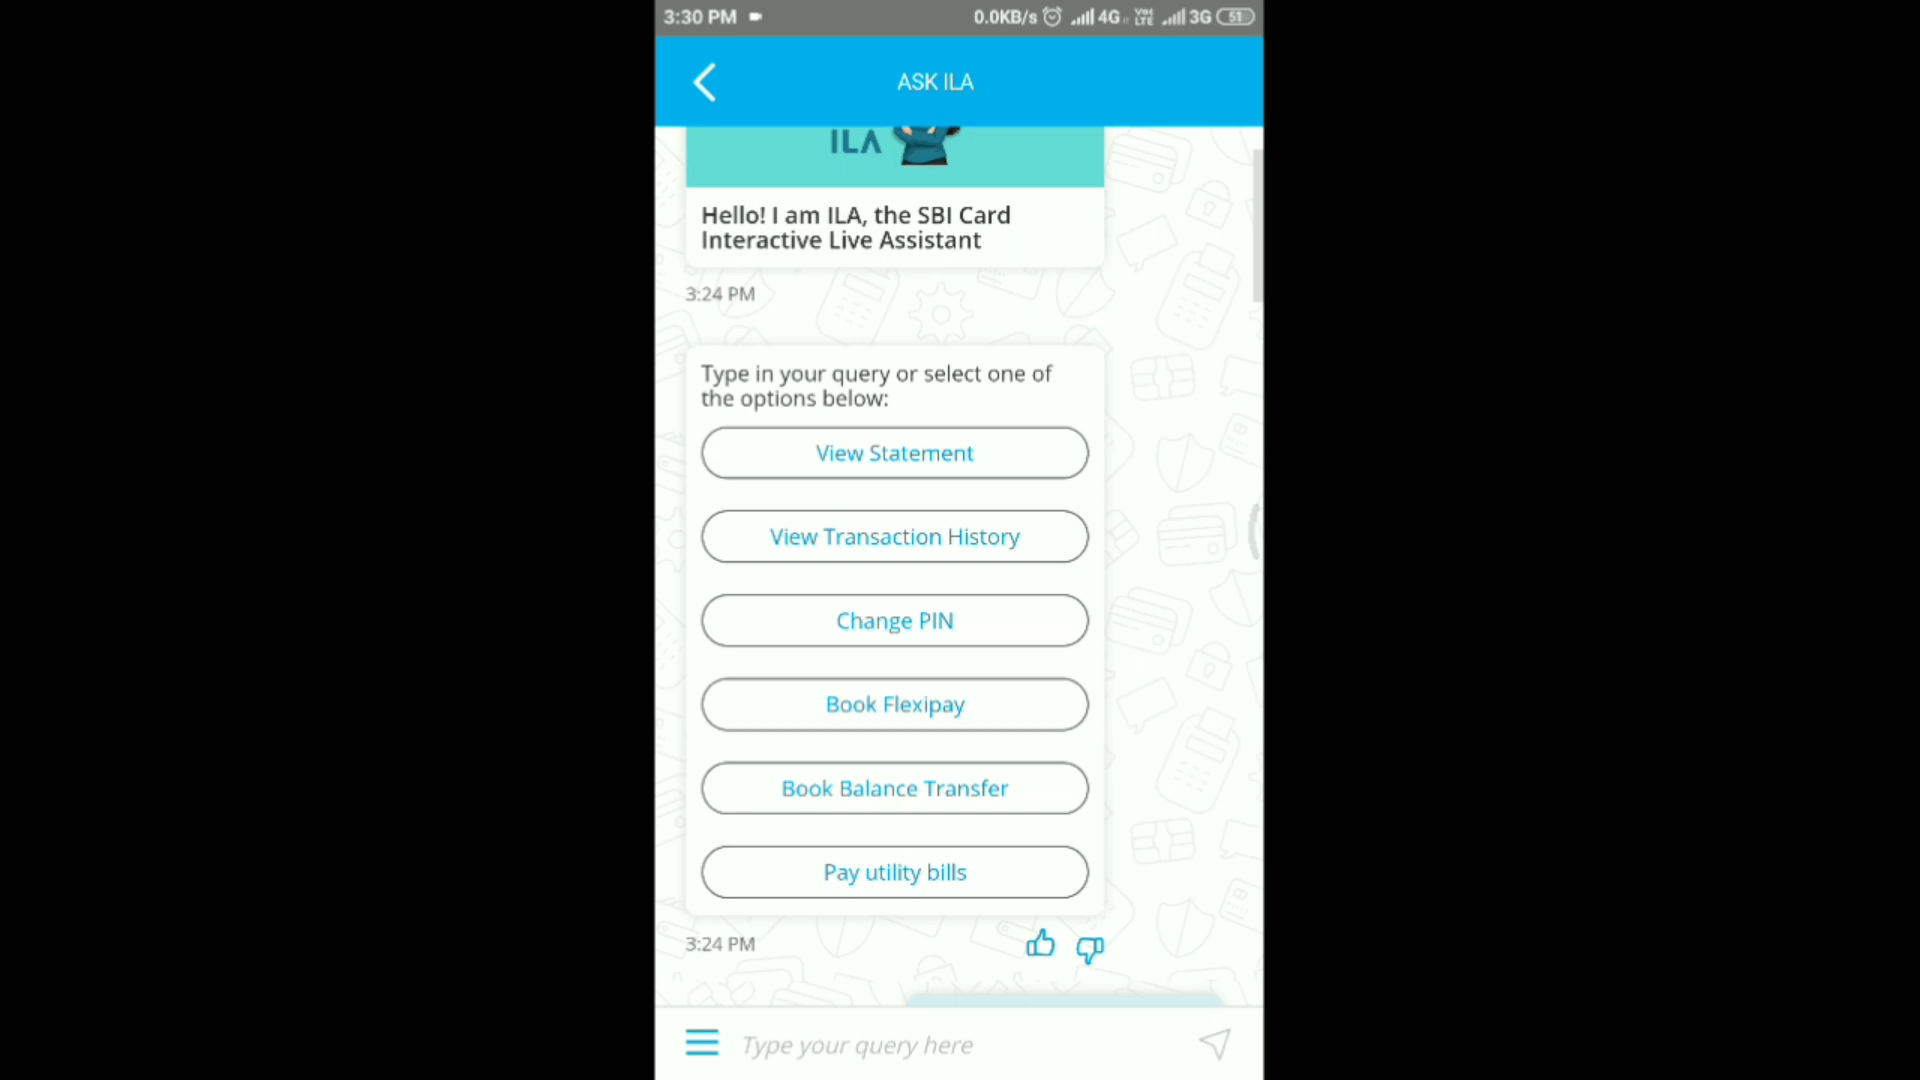 3:30 PM 0.0KB/s 4G VoLTE 3G 51
ASK ILA
ILA
Hello! I am ILA, the SBI Card
Interactive Live Assistant
3:24 PM
Type in your query or select one of
the options below:
View Statement
View Transaction History
Change PIN
Book Flexipay
Book Balance Transfer
Pay utility bills
3:24 PM
Type your query here